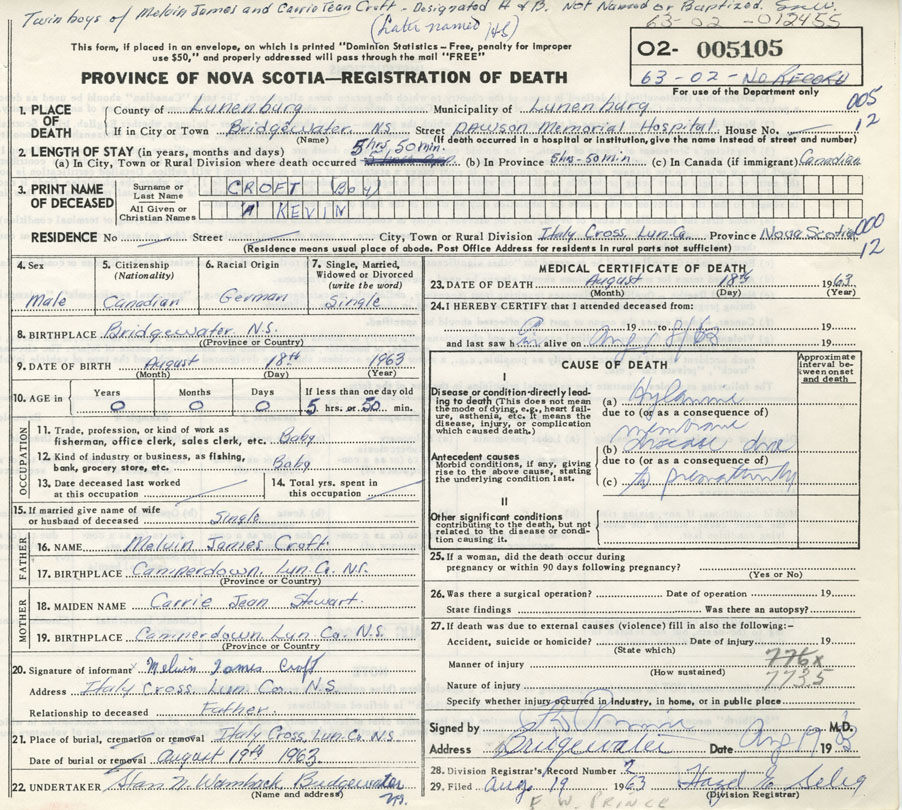 Twin boys of Melvin James and Carrie Jean Croft - Designated A & B. Not Named or Baptized.
(Later named)
63-02-012455
This form, if placed in an envelope, on which is printed "Dominion Statistics - Free, penalty for improper
use $50," and properly addressed will pass through the mail "FREE"
02- 005105
63-02- No RECORD
PROVINCE OF NOVA SCOTIA—REGISTRATION OF DEATH
For use of the Department only
005
12
1. PLACE OF DEATH County of Lunenburg Municipality of Lunenburg
If in City or Town Bridgewater N.S. Street Dawson Memorial Hospital House No.
(Name) (If death occurred in a hospital or institution, give the name instead of street and number)
2. LENGTH OF STAY (in years, months and days) 5 hrs, 50 min.
(a) In City, Town or Rural Division where death occurred (b) In Province 5 hrs - 50 min (c) In Canada (if immigrant) Canadian
3. PRINT NAME OF DECEASED Surname or Last Name CROFT (Boy)
All Given or Christian Names "A" KEVIN
RESIDENCE No Street City, Town or Rural Division Italy Cross Lun. Co. Province Nova Scotia
(Residence means usual place of abode. Post Office Address for residents in rural parts not sufficient)
000
12
4. Sex Male
5. Citizenship (Nationality) Canadian
6. Racial Origin German
7. Single, Married, Widowed or Divorced (write the word) Single
8. BIRTHPLACE Bridgewater N.S.
(Province or Country)
9. DATE OF BIRTH August 18th 1963
(Month) (Day) (Year)
10. AGE in Years 0 Months 0 Days 0 If less than one day old 5 hrs. or 50 min.
OCCUPATION
11. Trade, profession, or kind of work as
fisherman, office clerk, sales clerk, etc. Baby
12. Kind of industry or business, as fishing,
bank, grocery store, etc. Baby
13. Date deceased last worked
at this occupation
14. Total yrs. spent in
this occupation
15. If married give name of wife
or husband of deceased Single
FATHER
16. NAME Melvin James Croft
17. BIRTHPLACE Camperdown Lun. Co. N.S.
(Province or Country)
MOTHER
18. MAIDEN NAME Carrie Jean Stewart
19. BIRTHPLACE Camperdown Lun Co. N.S.
(Province or Country
20. Signature of informant Melvin James Croft
Address Italy Cross Lun. Co. N.S.
Relationship to deceased Father.
21. Place of burial, cremation or removal Italy Cross Lun. Co. N.S.
Date of burial or removal August 19th 1963
22. UNDERTAKER Bridgewater N.S.
(Name and address)
MEDICAL CERTIFICATE OF DEATH
23. DATE OF DEATH August 18th 1963
(Month) (Day) (Year)
24. I HEREBY CERTIFY that I attended deceased from:
19 to 19
and last saw him alive on Aug 18/63 19
CAUSE OF DEATH
Approximate interval between onset and death
I
Disease or condition-directly leading to death (This does not mean the mode of dying, e.g., heart failure, asthenia, etc. It means the disease, injury, or complication which caused death.)
(a) Hylamine
due to (or as a consequence of)
membrane
(b) disease due
Antecedent causes
Morbid conditions, if any, giving rise to the above cause, stating the underlying condition last.
due to (or as a consequence of
(c) to prematurity
II
Other significant conditions
contributing to the death, but not related to the disease or condition causing it.
25. If a woman, did the death occur during
pregnancy or within 90 days following pregnancy?
(Yes or No)
26. Was there a surgical operation? Date of operation 19
State findings Was there an autopsy?
27. If death was due to external causes (violence) fill in also the following:-
Accident, suicide or homicide? Date of injury 19
(State which)
Manner of injury 776x
(How sustained)
Nature of injury 7735
Specify whether injury occurred in industry, in home, or in public place
Signed by M.D.
Address Bridgewater Date Aug 19 1963
28. Division Registrar's Record Number 2
29. Filed Aug. 19 1963
(Division Registrar)
F. W. PRINCE